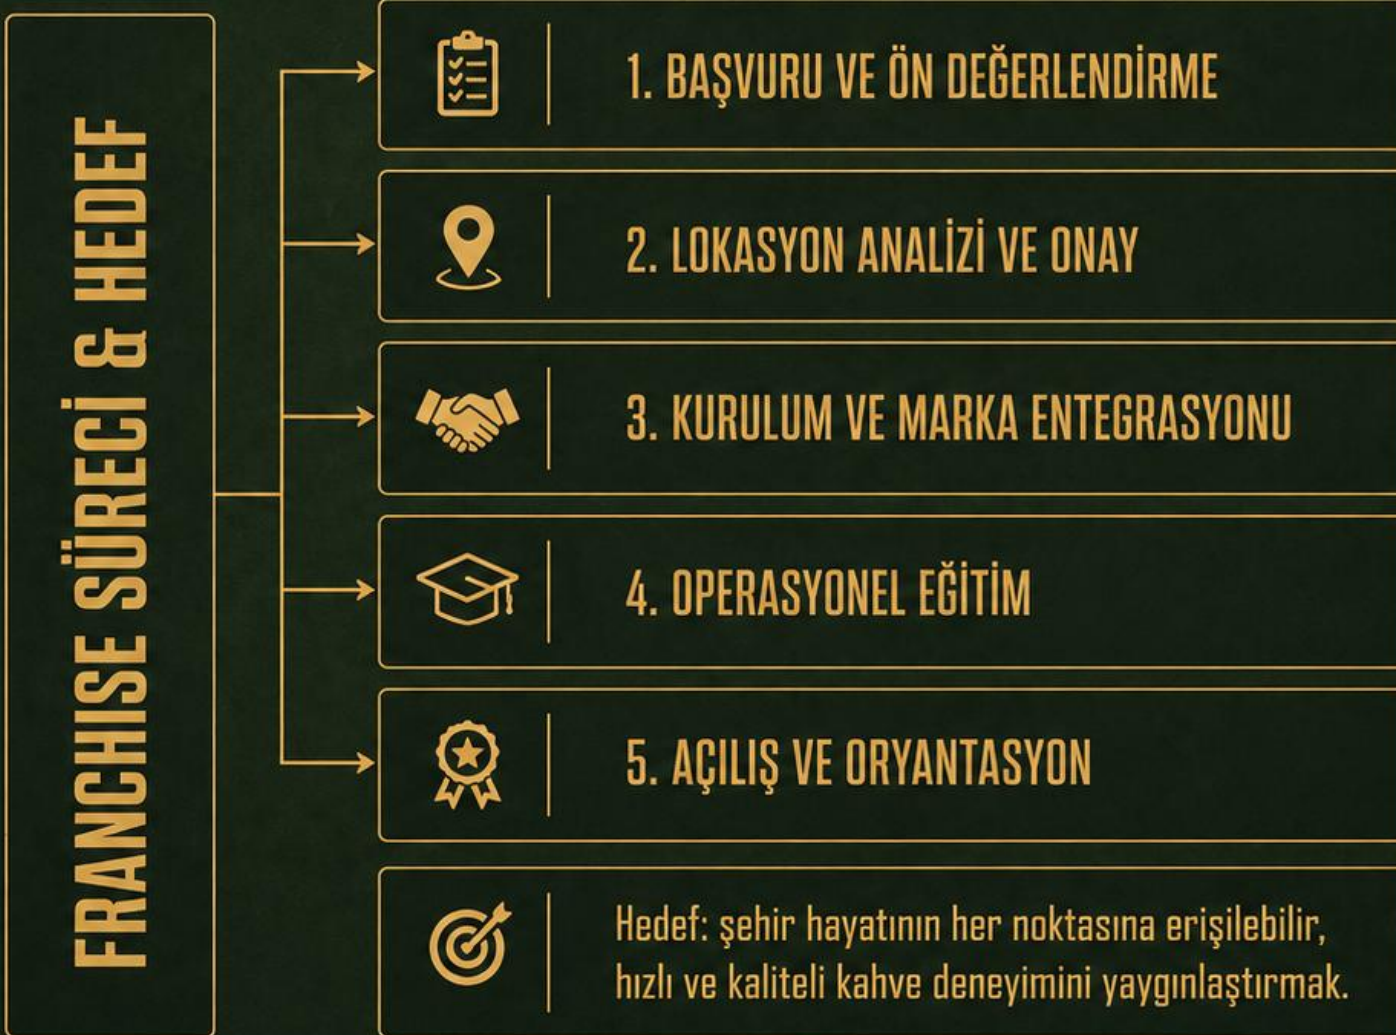 FRANCHISE SÜRECİ & HEDEF
1. BAŞVURU VE ÖN DEĞERLENDİRME
2. LOKASYON ANALİZİ VE ONAY
3. KURULUM VE MARKA ENTEGRASYONU
4. OPERASYONEL EĞİTİM
5. AÇILIŞ VE ORYANTASYON
Hedef: şehir hayatının her noktasına erişilebilir,
hızlı ve kaliteli kahve deneyimini yaygınlaştırmak.